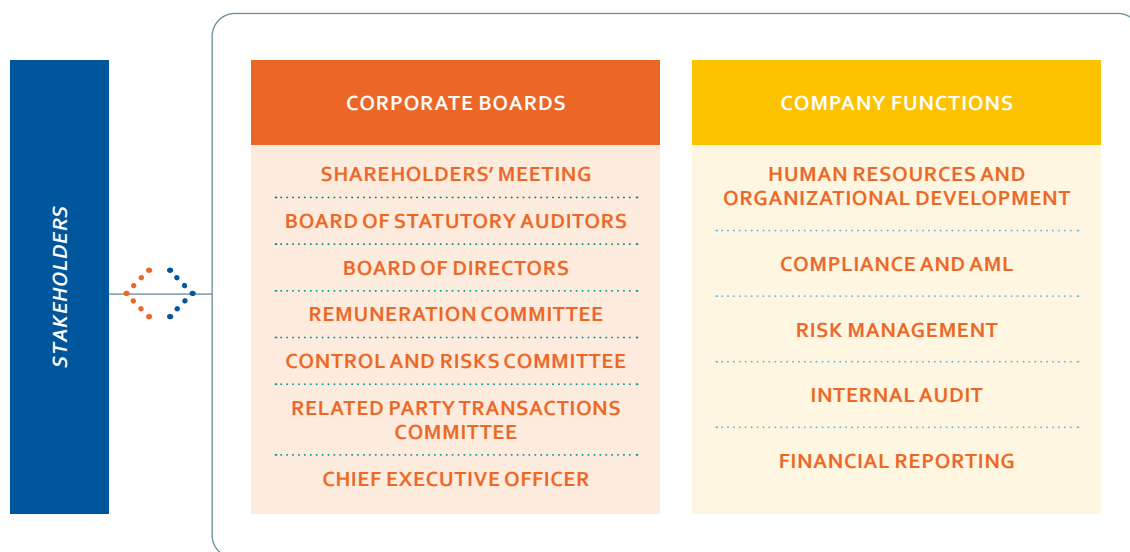 STAKEHOLDERS
CORPORATE BOARDS
SHAREHOLDERS’ MEETING
BOARD OF STATUTORY AUDITORS
BOARD OF DIRECTORS
REMUNERATION COMMITTEE
CONTROL AND RISKS COMMITTEE
RELATED PARTY TRANSACTIONS
COMMITTEE
CHIEF EXECUTIVE OFFICER
COMPANY FUNCTIONS
HUMAN RESOURCES AND
ORGANIZATIONAL DEVELOPMENT
COMPLIANCE AND AML
RISK MANAGEMENT
INTERNAL AUDIT
FINANCIAL REPORTING